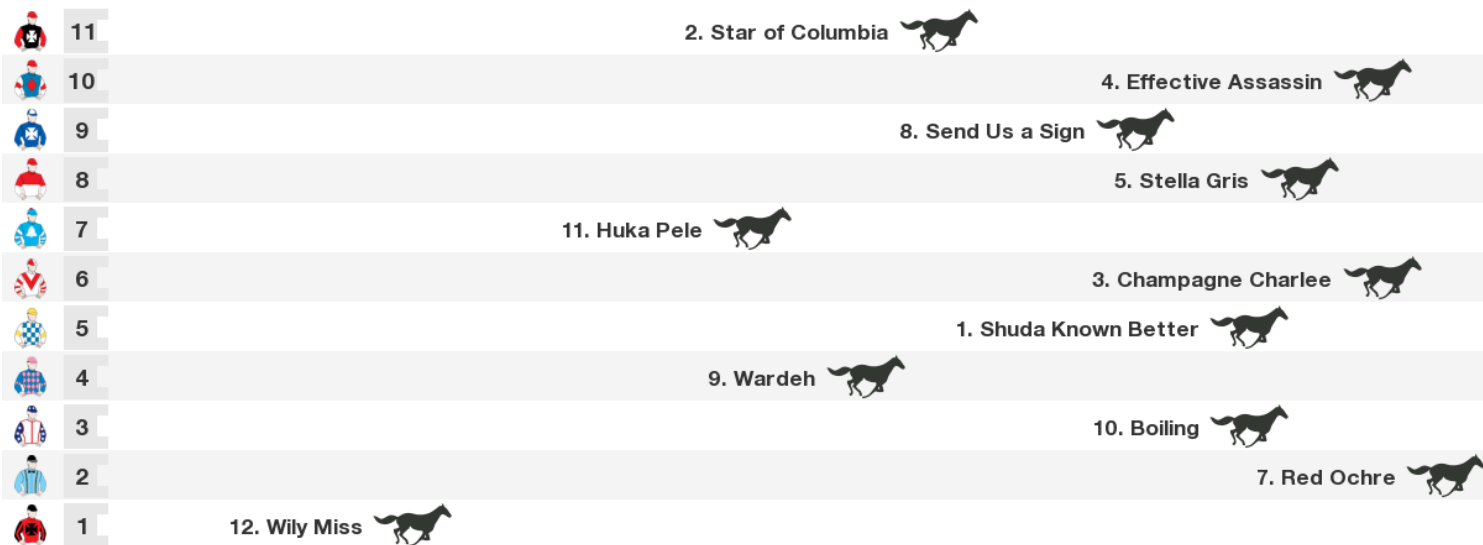 11 2. Star of Columbia
10 4. Effective Assassin
9 8. Send Us a Sign
8 5. Stella Gris
7 11. Huka Pele
6 3. Champagne Charlee
5 1. Shuda Known Better
4 9. Wardeh
3 10. Boiling
2 7. Red Ochre
1 12. Wily Miss